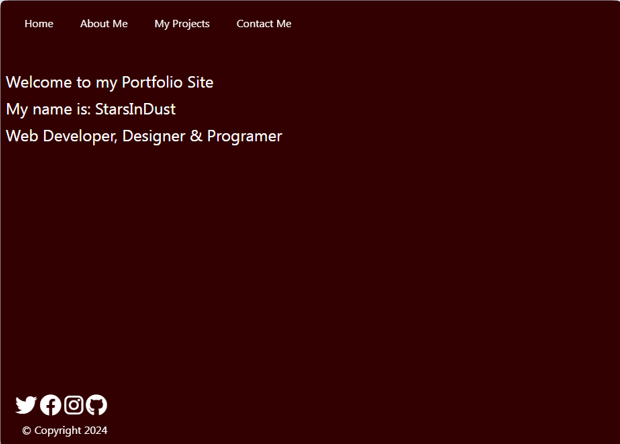 Home About Me My Projects Contact Me
Welcome to my Portfolio Site
My name is: StarsInDust
Web Developer, Designer & Programer
© Copyright 2024